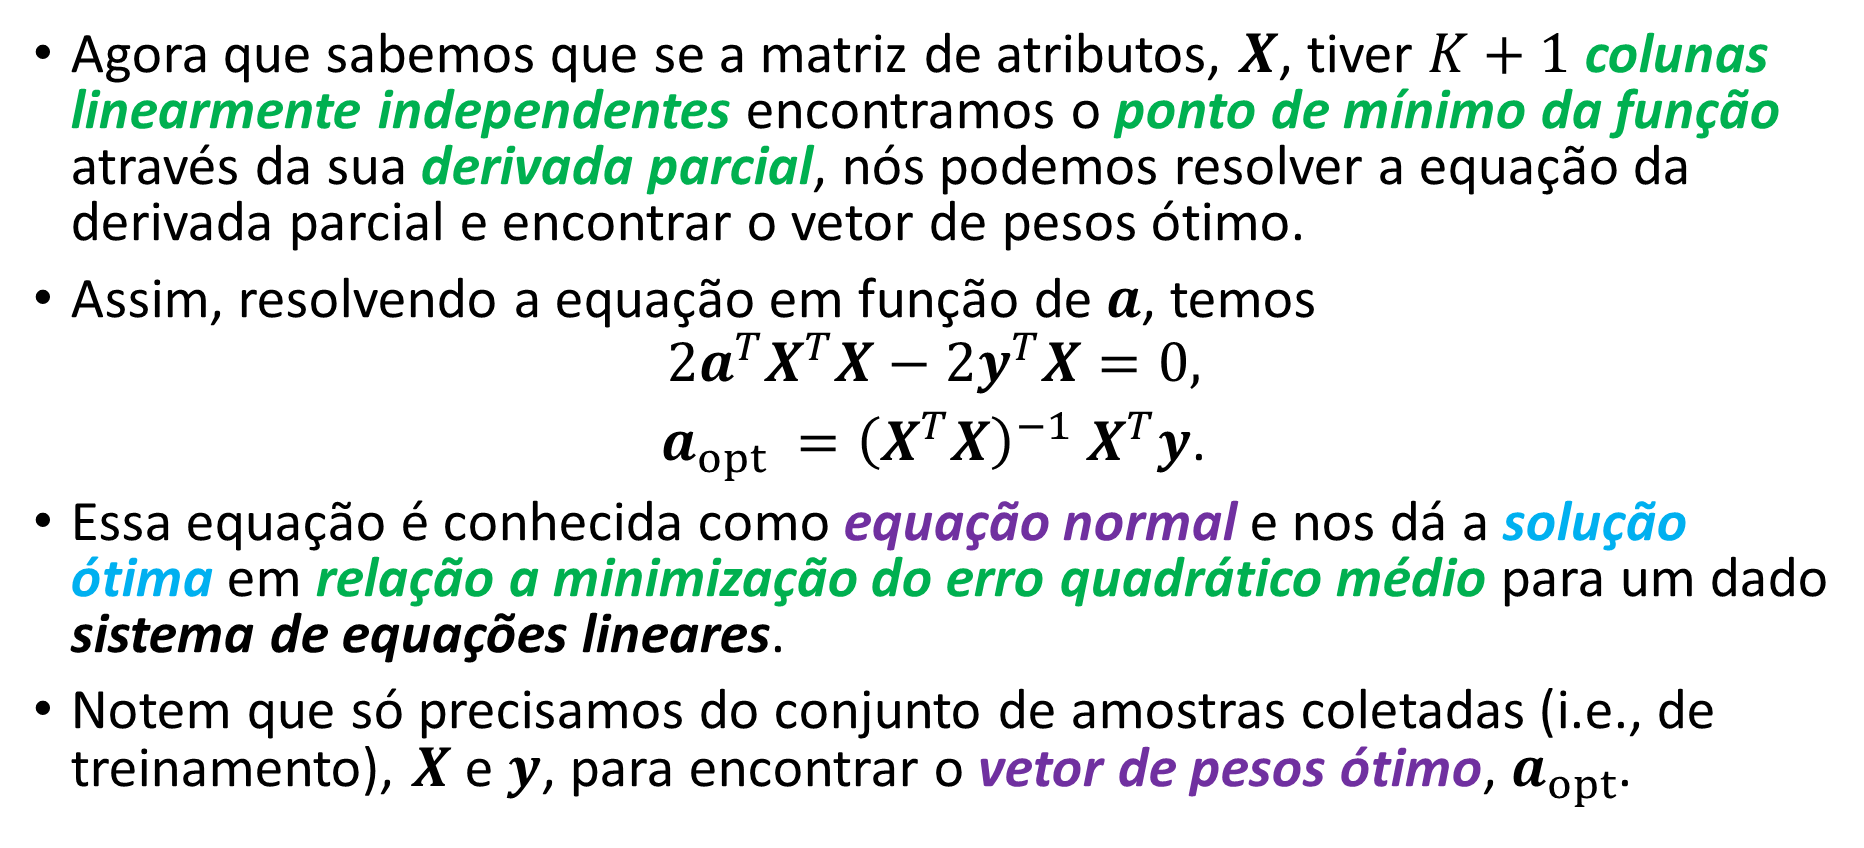 • Agora que sabemos que se a matriz de atributos, X, tiver K + 1 colunas
linearmente independentes encontramos o ponto de mínimo da função
através da sua derivada parcial, nós podemos resolver a equação da
derivada parcial e encontrar o vetor de pesos ótimo.
• Assim, resolvendo a equação em função de a, temos
2aᵀXᵀX − 2yᵀX = 0,
a_opt = (XᵀX)⁻¹ Xᵀy.
• Essa equação é conhecida como equação normal e nos dá a solução
ótima em relação a minimização do erro quadrático médio para um dado
sistema de equações lineares.
• Notem que só precisamos do conjunto de amostras coletadas (i.e., de
treinamento), X e y, para encontrar o vetor de pesos ótimo, a_opt.